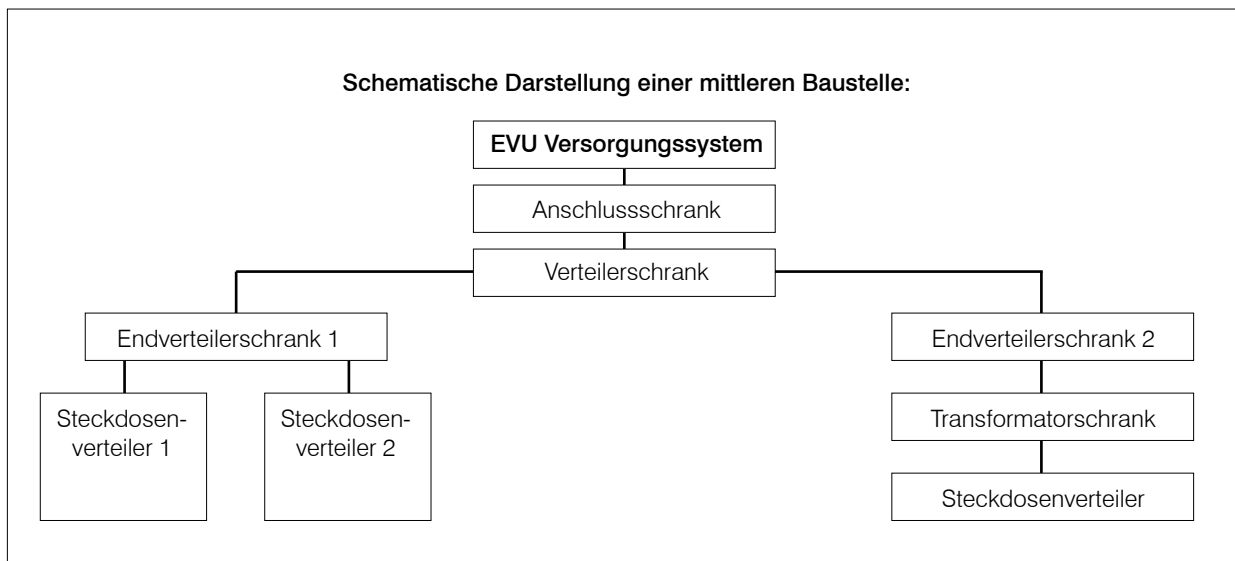 Schematische Darstellung einer mittleren Baustelle:
EVU Versorgungssystem
Anschlussschrank
Verteilerschrank
Endverteilerschrank 1
Endverteilerschrank 2
Steckdosen-
verteiler 1
Steckdosen-
verteiler 2
Transformatorschrank
Steckdosenverteiler